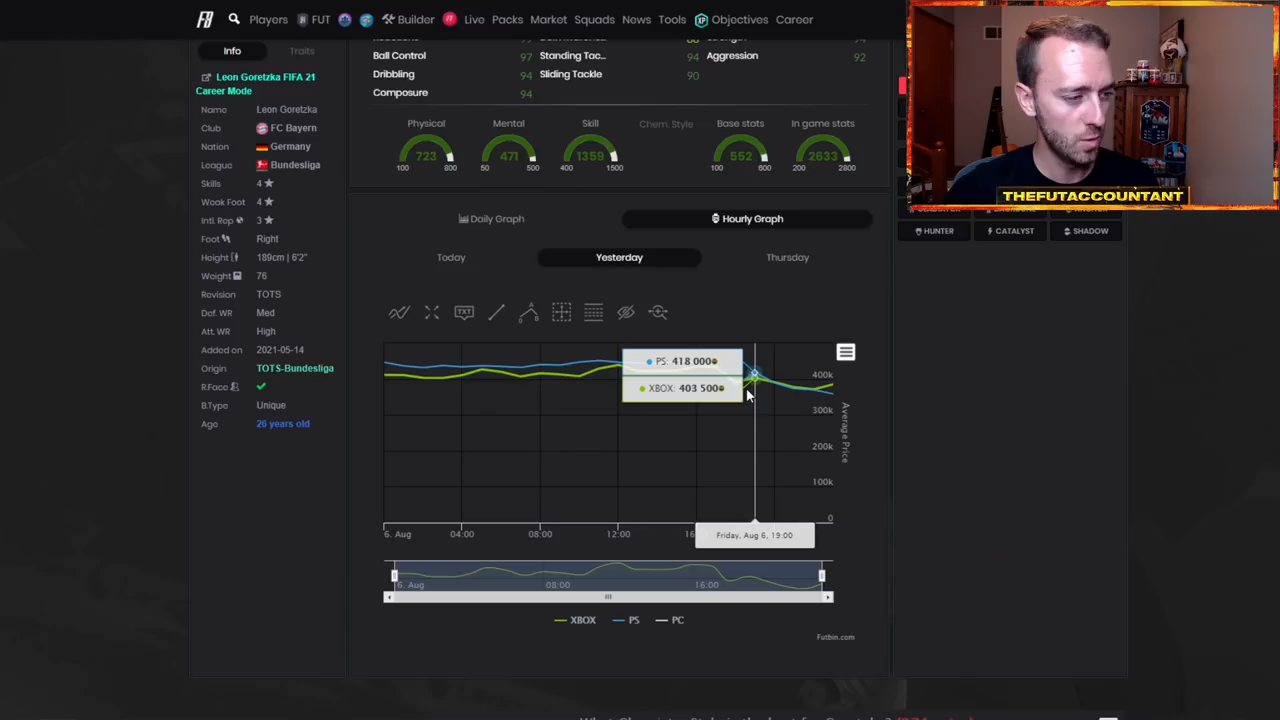 FB Players FUT Builder Live Packs Market Squads News Tools XP Objectives Career
Info Traits
Leon Goretzka FIFA 21
Career Mode
Name Leon Goretzka
Club FC Bayern
Nation Germany
League Bundesliga
Skills 4★
Weak Foot 4★
Intl. Rep 3★
Foot Right
Height 189cm | 6'2"
Weight 76
Revision TOTS
Def. WR Med
Att. WR High
Added on 2021-05-14
Origin TOTS-Bundesliga
R.Face
B.Type Unique
Age 26 years old
Ball Control 97 Standing Tac... 94 Aggression 92
Dribbling 94 Sliding Tackle 90
Composure 94
Physical Mental Skill Chem. Style Base stats In game stats
723 471 1359 552 2633
100 800 50 500 400 1500 100 600 200 2800
Daily Graph Hourly Graph
Today Yesterday Thursday
TXT
PS: 418 000
XBOX: 403 500
400k
300k
200k
100k
0
Average Price
6. Aug 04:00 08:00 12:00 16
Friday, Aug 6, 19:00
6. Aug 08:00 16:00
XBOX PS PC
Futbin.com
THEFUTACCOUNTANT
HUNTER CATALYST SHADOW